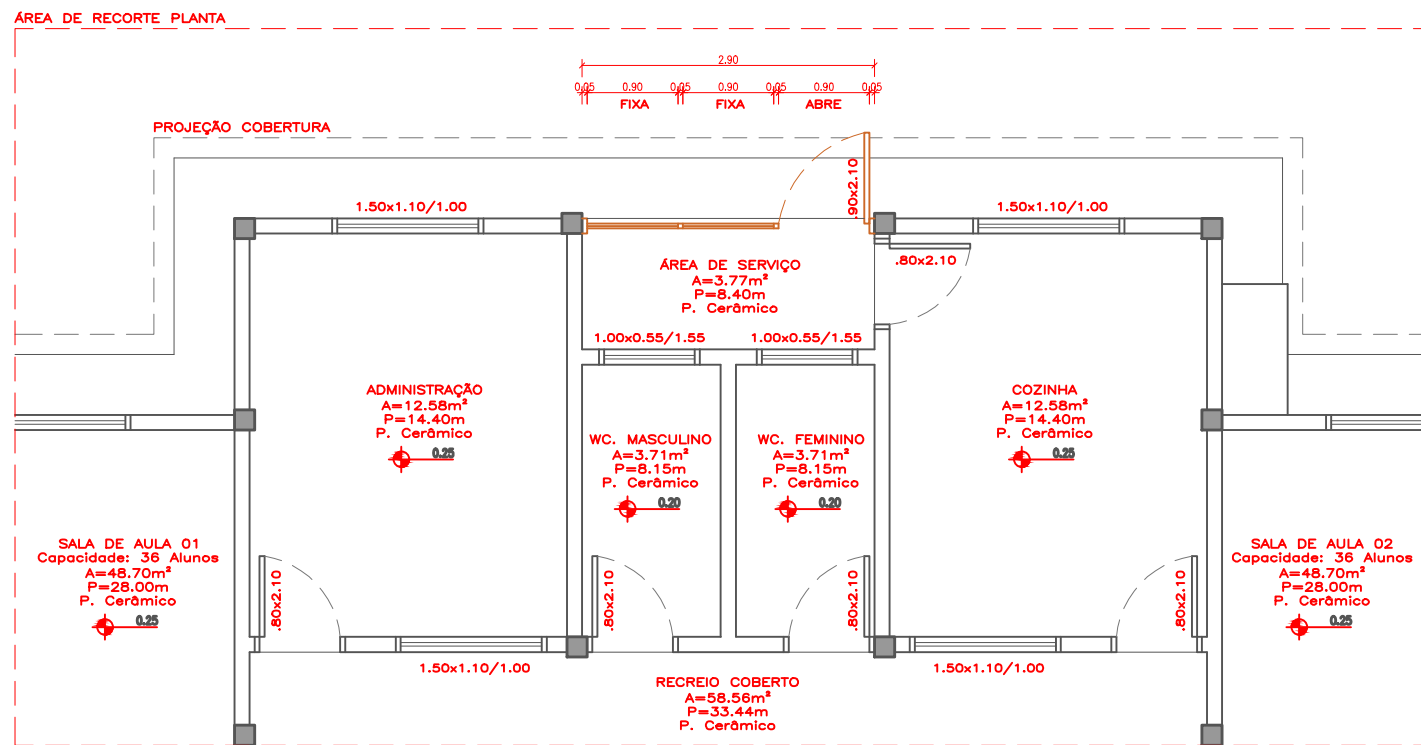 ÁREA DE RECORTE PLANTA
2.90
0.05 0.90 0.05 0.90 0.05 0.90 0.05
FIXA FIXA ABRE
PROJEÇÃO COBERTURA
.90x2.10
1.50x1.10/1.00
1.50x1.10/1.00
.80x2.10
ÁREA DE SERVIÇO
A=3.77m²
P=8.40m
P. Cerâmico
1.00x0.55/1.55
1.00x0.55/1.55
ADMINISTRAÇÃO
A=12.58m²
P=14.40m
P. Cerâmico
0.25
COZINHA
A=12.58m²
P=14.40m
P. Cerâmico
0.25
WC. MASCULINO
A=3.71m²
P=8.15m
P. Cerâmico
0.20
WC. FEMININO
A=3.71m²
P=8.15m
P. Cerâmico
0.20
SALA DE AULA 01
Capacidade: 36 Alunos
A=48.70m²
P=28.00m
P. Cerâmico
0.25
.80x2.10
.80x2.10
.80x2.10
.80x2.10
SALA DE AULA 02
Capacidade: 36 Alunos
A=48.70m²
P=28.00m
P. Cerâmico
0.25
1.50x1.10/1.00
1.50x1.10/1.00
RECREIO COBERTO
A=58.56m²
P=33.44m
P. Cerâmico